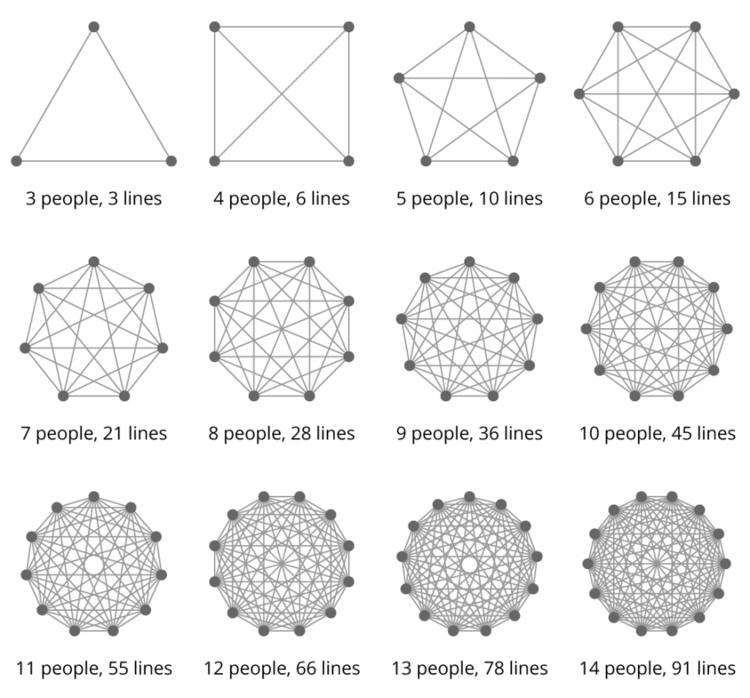 3 people, 3 lines
4 people, 6 lines
5 people, 10 lines
6 people, 15 lines
7 people, 21 lines
8 people, 28 lines
9 people, 36 lines
10 people, 45 lines
11 people, 55 lines
12 people, 66 lines
13 people, 78 lines
14 people, 91 lines